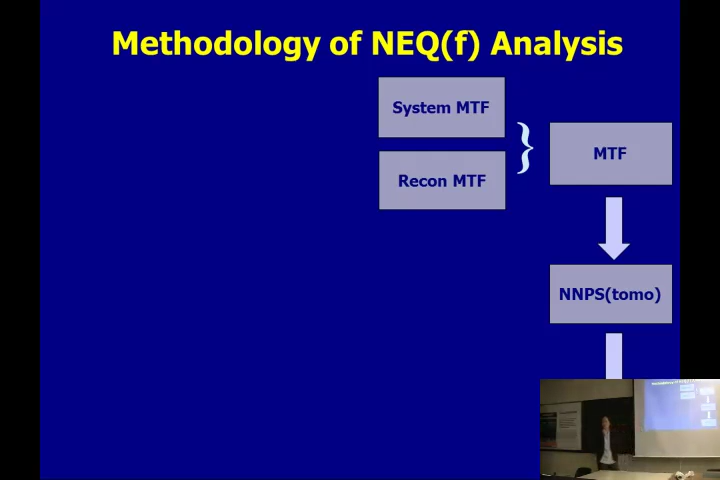 Methodology of NEQ(f) Analysis
System MTF
Recon MTF
}
MTF
NNPS(tomo)